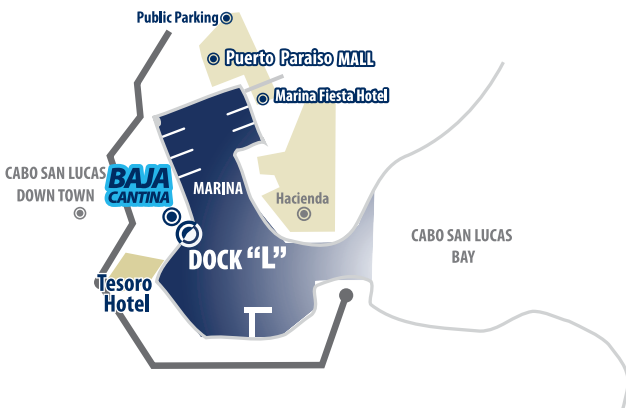 Public Parking
Puerto Paraiso MALL
Marina Fiesta Hotel
CABO SAN LUCAS
DOWN TOWN
BAJA
CANTINA
MARINA
Hacienda
DOCK “L”
CABO SAN LUCAS
BAY
Tesoro
Hotel